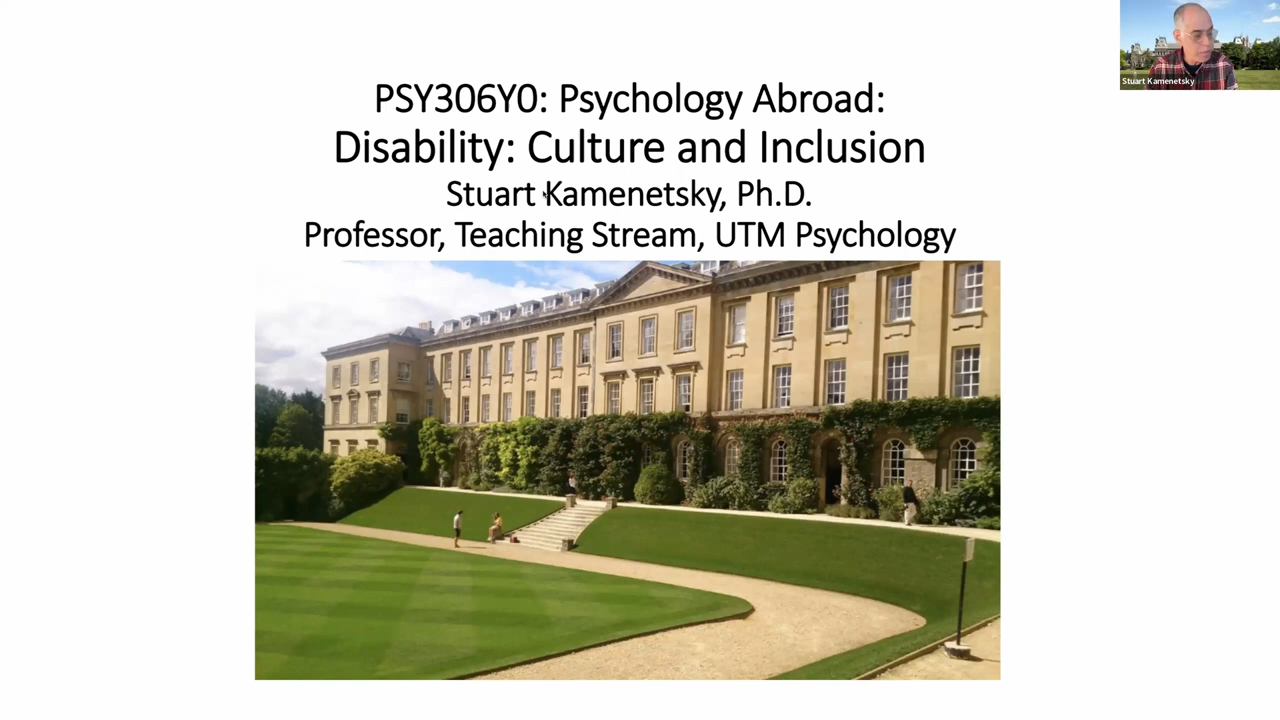 PSY306Y0: Psychology Abroad:
Disability: Culture and Inclusion
Stuart Kamenetsky, Ph.D.
Professor, Teaching Stream, UTM Psychology
Stuart Kamenetsky